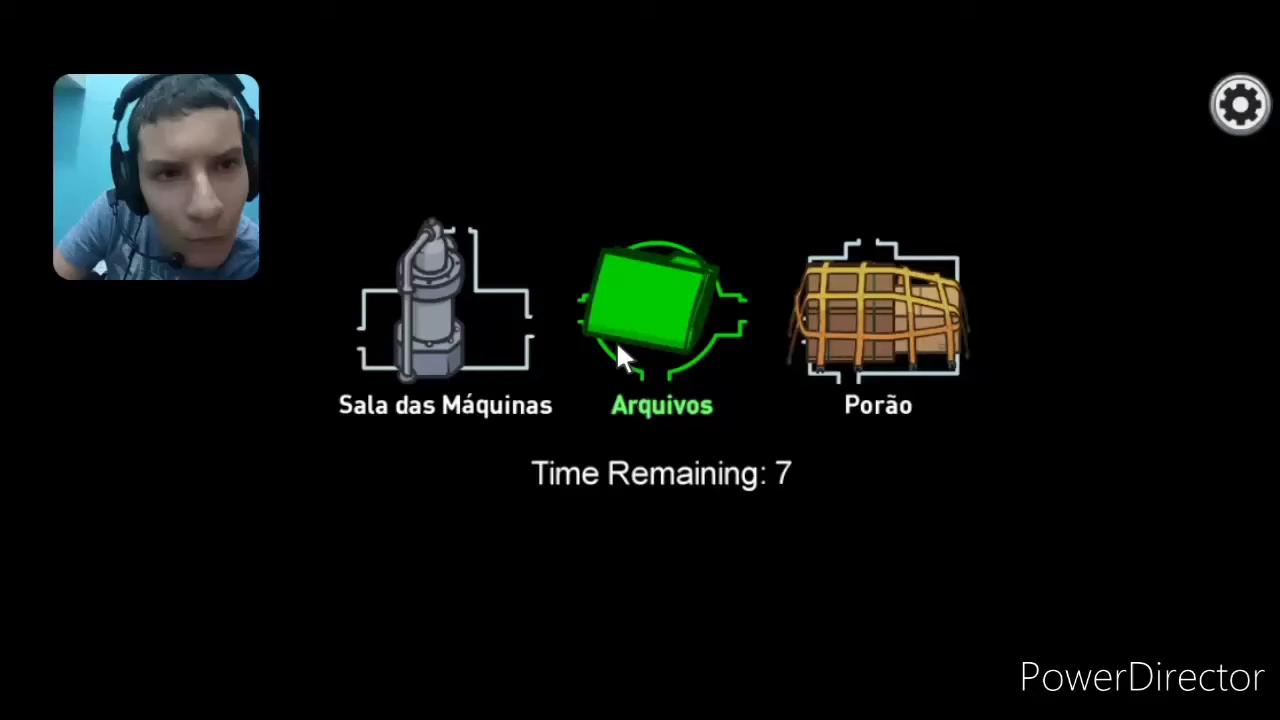 Sala das Máquinas
Arquivos
Porão
Time Remaining: 7
PowerDirector